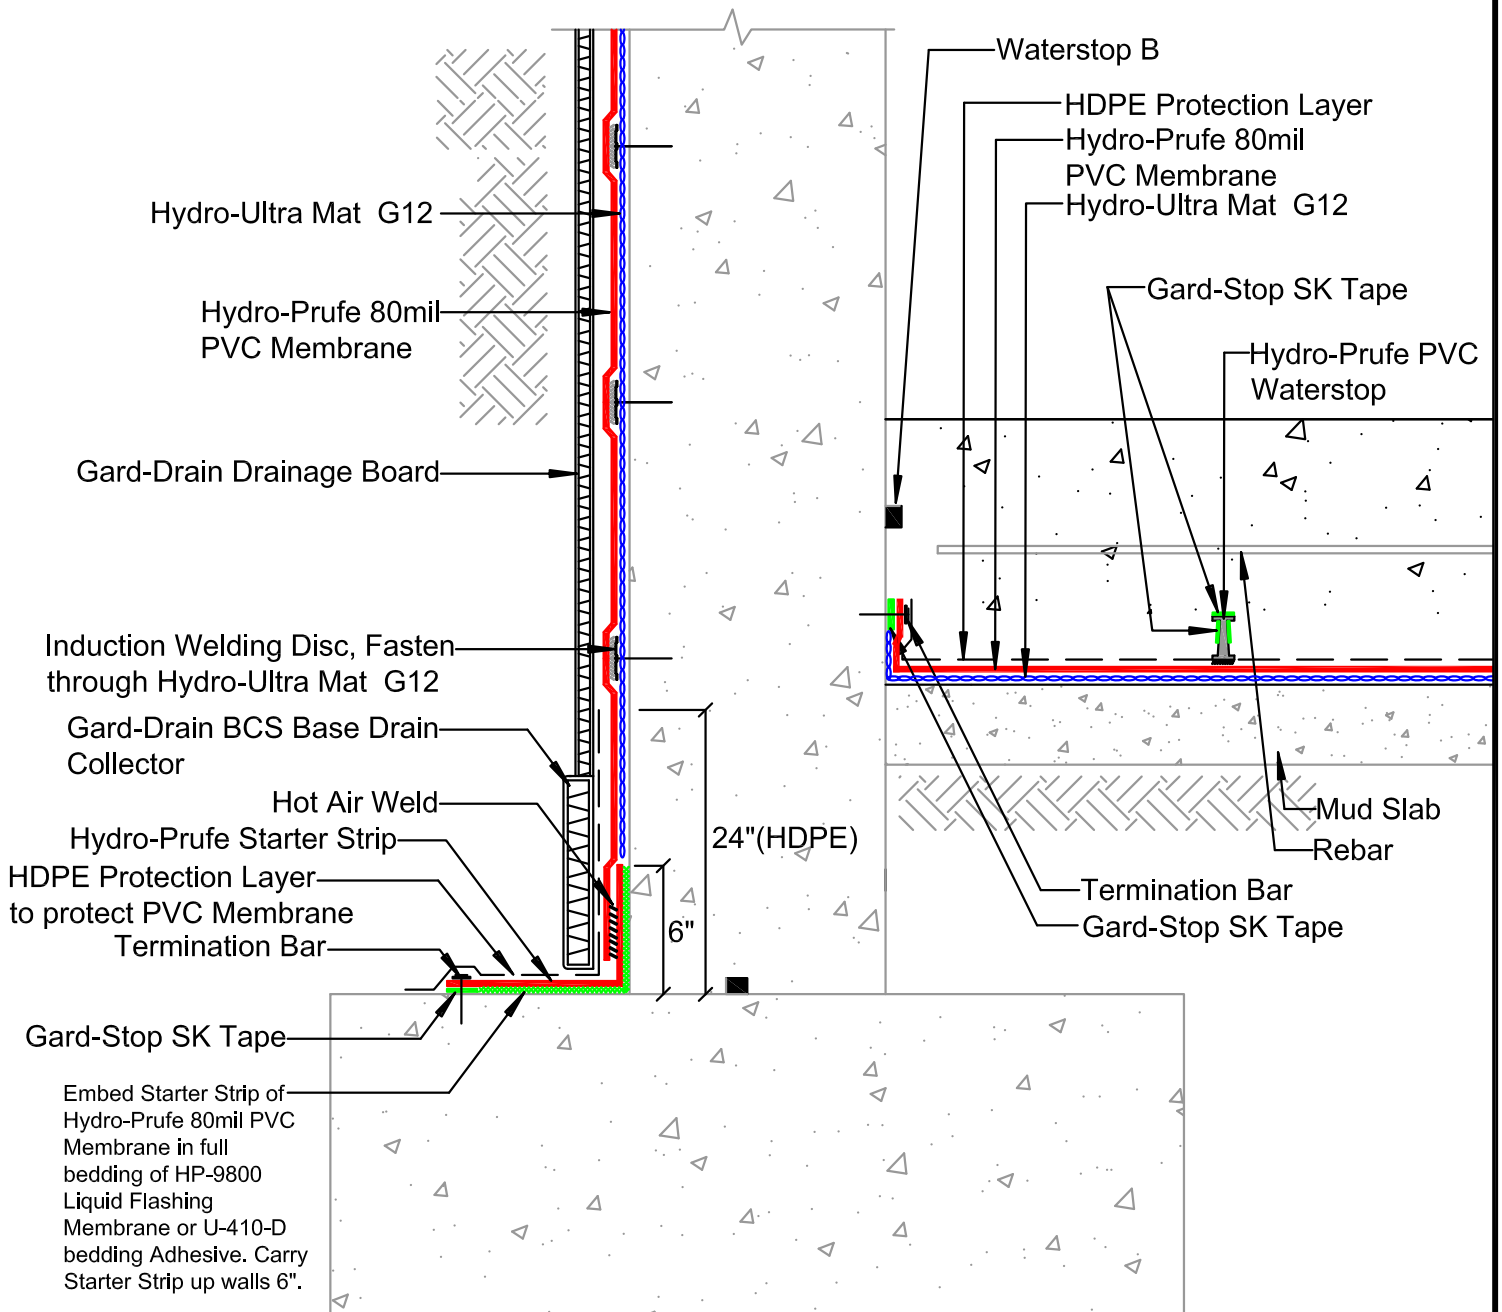 Waterstop B
HDPE Protection Layer
Hydro-Prufe 80mil
PVC Membrane
Hydro-Ultra Mat G12
Gard-Stop SK Tape
Hydro-Prufe PVC
Waterstop
Hydro-Ultra Mat G12
Hydro-Prufe 80mil
PVC Membrane
Gard-Drain Drainage Board
Induction Welding Disc, Fasten
through Hydro-Ultra Mat G12
Gard-Drain BCS Base Drain
Collector
Hot Air Weld
Hydro-Prufe Starter Strip
HDPE Protection Layer
to protect PVC Membrane
Termination Bar
Gard-Stop SK Tape
Embed Starter Strip of
Hydro-Prufe 80mil PVC
Membrane in full
bedding of HP-9800
Liquid Flashing
Membrane or U-410-D
bedding Adhesive. Carry
Starter Strip up walls 6".
24"(HDPE)
6"
Mud Slab
Rebar
Termination Bar
Gard-Stop SK Tape